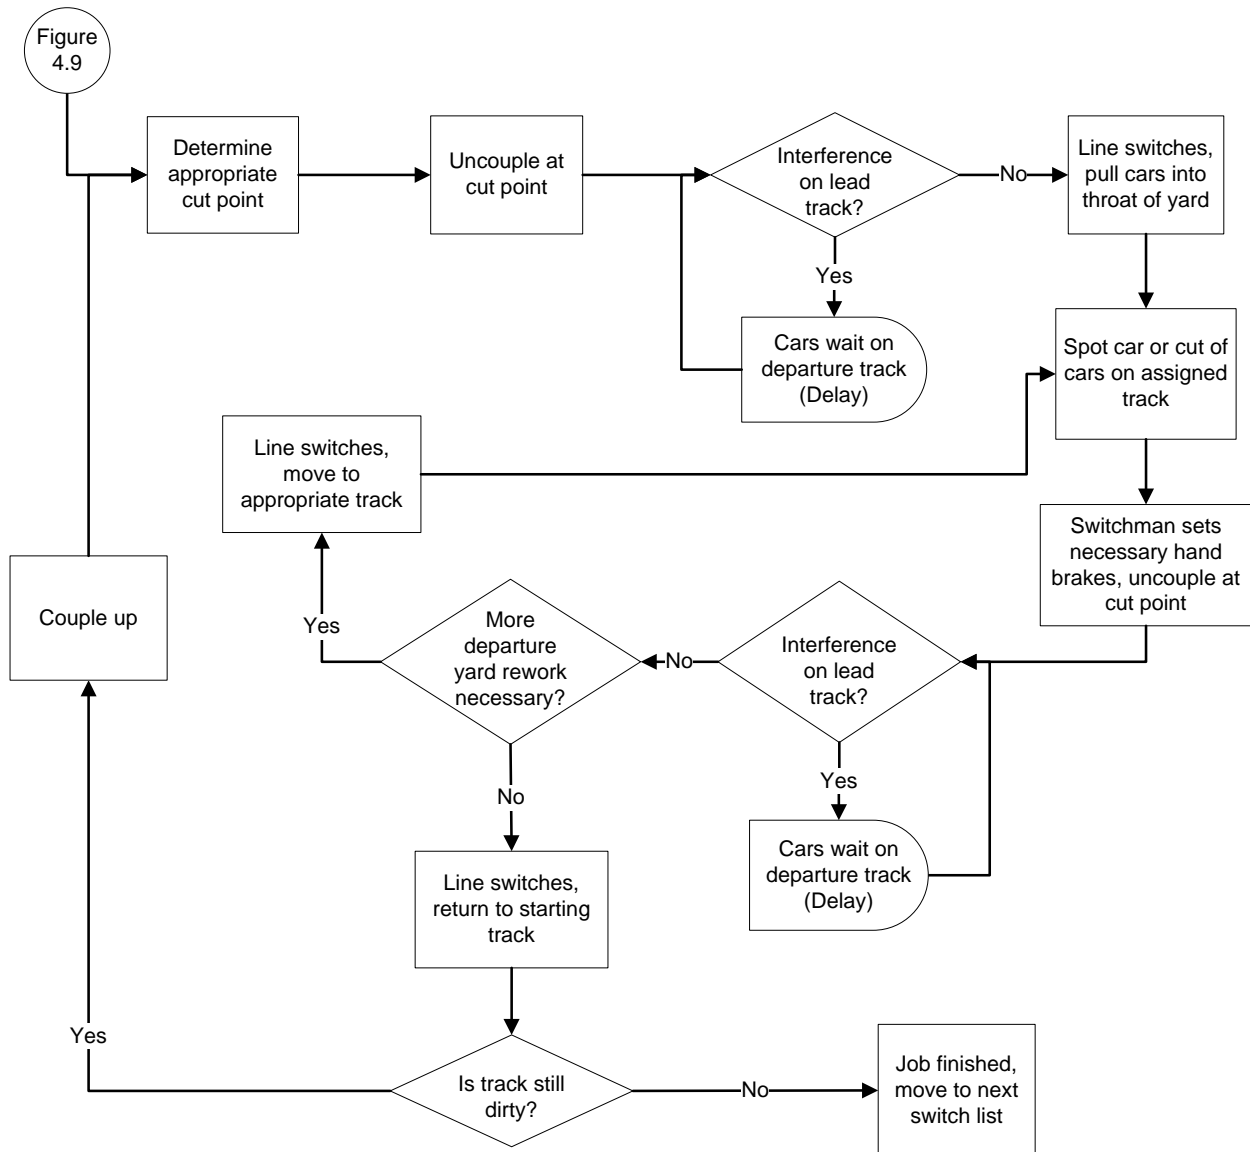 Figure
4.9
Determine
appropriate
cut point
Uncouple at
cut point
Interference
on lead
track?
No
Line switches,
pull cars into
throat of yard
Yes
Cars wait on
departure track
(Delay)
Spot car or cut of
cars on assigned
track
Line switches,
move to
appropriate track
Switchman sets
necessary hand
brakes, uncouple at
cut point
Couple up
Yes
More
departure
yard rework
necessary?
No
Interference
on lead
track?
Yes
No
Cars wait on
departure track
(Delay)
Line switches,
return to starting
track
Yes
Is track still
dirty?
No
Job finished,
move to next
switch list